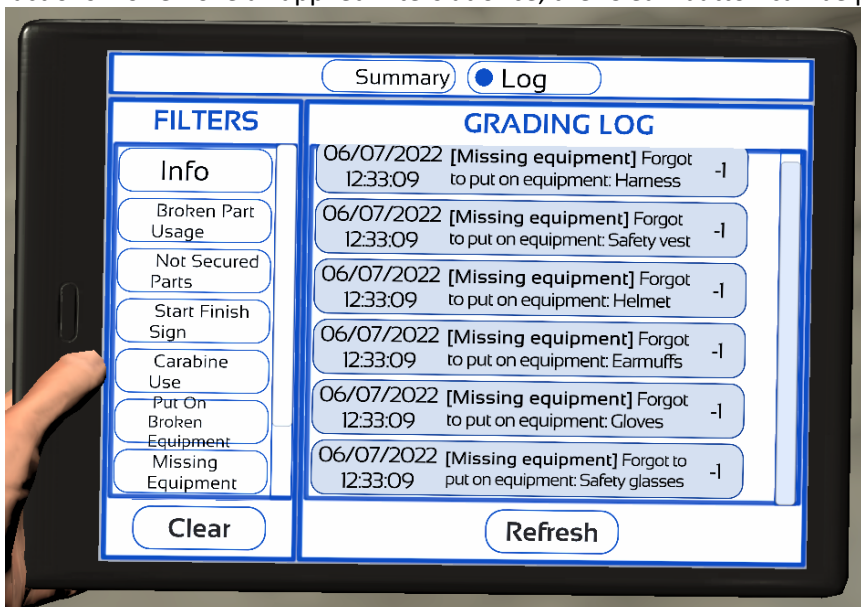 Summary
Log
FILTERS
Info
Broken Part
Usage
Not Secured
Parts
Start Finish
Sign
Carabine
Use
Put On
Broken
Equipment
Missing
Equipment
Clear
GRADING LOG
06/07/2022 [Missing equipment] Forgot
12:33:09 to put on equipment: Harness -1
06/07/2022 [Missing equipment] Forgot
12:33:09 to put on equipment: Safety vest -1
06/07/2022 [Missing equipment] Forgot
12:33:09 to put on equipment: Helmet -1
06/07/2022 [Missing equipment] Forgot
12:33:09 to put on equipment: Earmuffs -1
06/07/2022 [Missing equipment] Forgot
12:33:09 to put on equipment: Gloves -1
06/07/2022 [Missing equipment] Forgot to
12:33:09 put on equipment: Safety glasses -1
Refresh